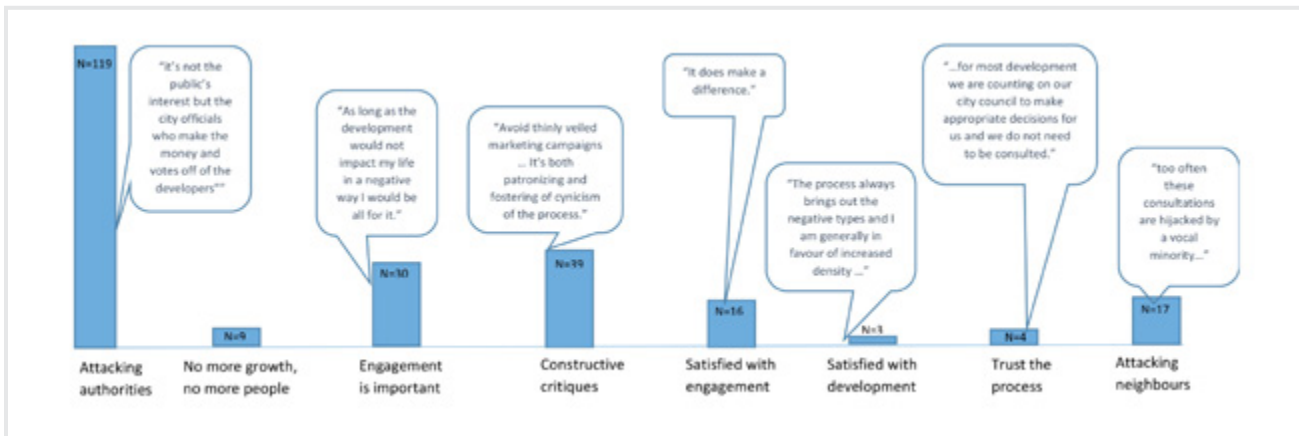 N=119
"it's not the
public's
interest but the
city officials
who make the
money and
votes off of the
developers""
N=9
"As long as the
development
would not
impact my life
in a negative
way I would be
all for it."
N=30
"Avoid thinly veiled
marketing campaigns
... It's both
patronizing and
fostering of cynicism
of the process."
N=39
"It does make a
difference."
N=16
"The process always
brings out the
negative types and I
am generally in
favour of increased
density ..."
N=3
"...for most development
we are counting on our
city council to make
appropriate decisions for
us and we do not need
to be consulted."
N=4
"too often
these
consultations
are hijacked by
a vocal
minority..."
N=17
Attacking
authorities
No more growth,
no more people
Engagement
is important
Constructive
critiques
Satisfied with
engagement
Satisfied with
development
Trust the
process
Attacking
neighbours